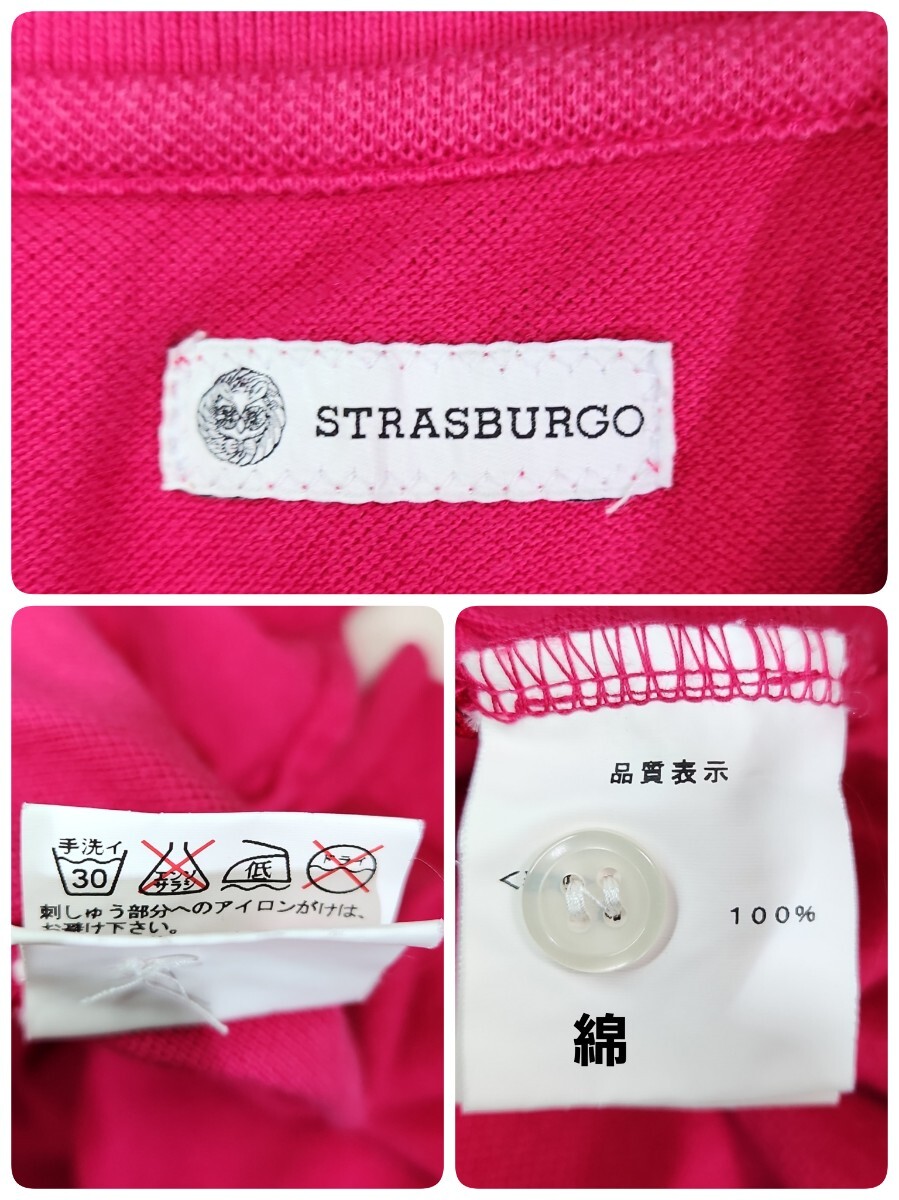 STRASBURGO
手洗イ
30
エンソ
サラシ
低
ドライ
刺しゅう部分へのアイロンがけは、
お避け下さい。
品質表示
<
100%
綿